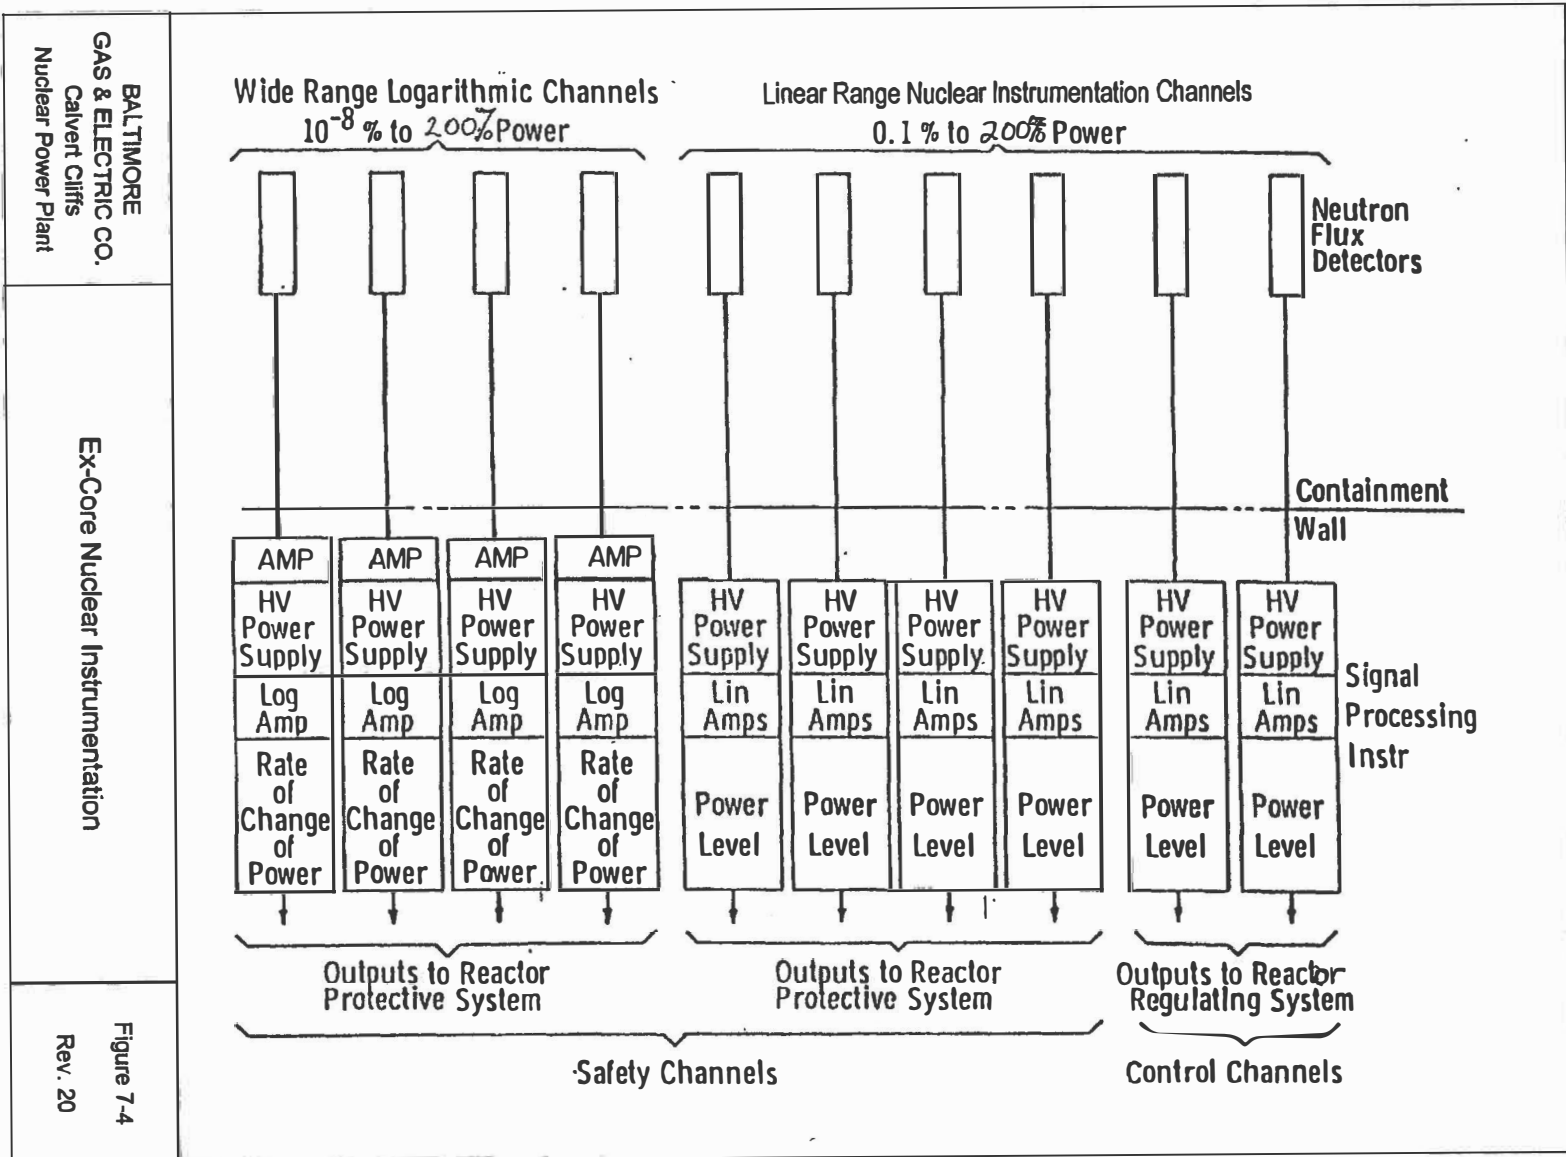 BALTIMORE
GAS & ELECTRIC CO.
Calvert Cliffs
Nuclear Power Plant
Ex-Core Nuclear Instrumentation
Figure 7-4
Rev. 20
Wide Range Logarithmic Channels
10⁻⁸ % to 200% Power
Linear Range Nuclear Instrumentation Channels
0.1 % to 200% Power
Neutron
Flux
Detectors
Containment
Wall
AMP AMP AMP AMP
HV HV HV HV HV HV HV HV HV HV
Power Power Power Power Power Power Power Power Power Power
Supply Supply Supply Supply Supply Supply Supply Supply Supply Supply
Log Log Log Log Lin Lin Lin Lin Lin Lin
Amp Amp Amp Amp Amps Amps Amps Amps Amps Amps
Signal
Processing
Instr
Rate Rate Rate Rate
of of of of
Change Change Change Change
of of of of
Power Power Power Power
Power Power Power Power Power Power
Level Level Level Level Level Level
Outputs to Reactor
Protective System
Outputs to Reactor
Protective System
Outputs to Reactor
Regulating System
Safety Channels
Control Channels